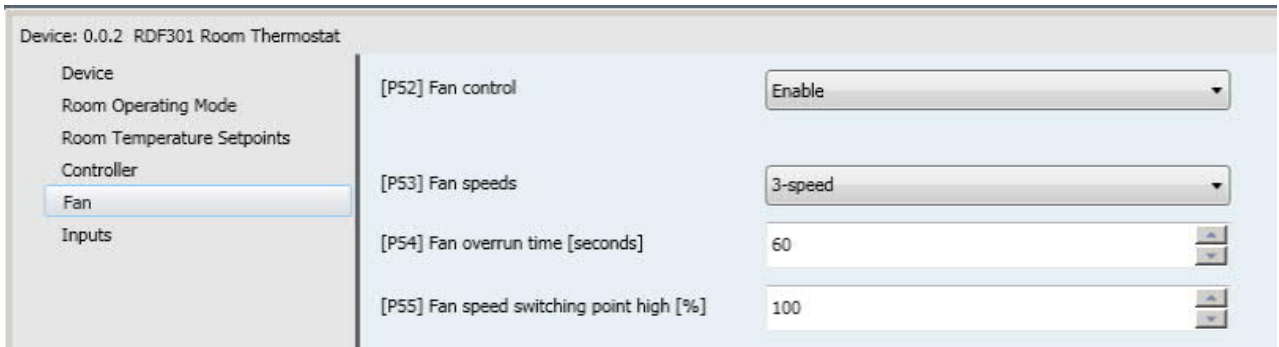 Device: 0.0.2 RDF301 Room Thermostat
Device
Room Operating Mode
Room Temperature Setpoints
Controller
Fan
Inputs
[P52] Fan control
Enable
[P53] Fan speeds
3-speed
[P54] Fan overrun time [seconds]
60
[P55] Fan speed switching point high [%]
100